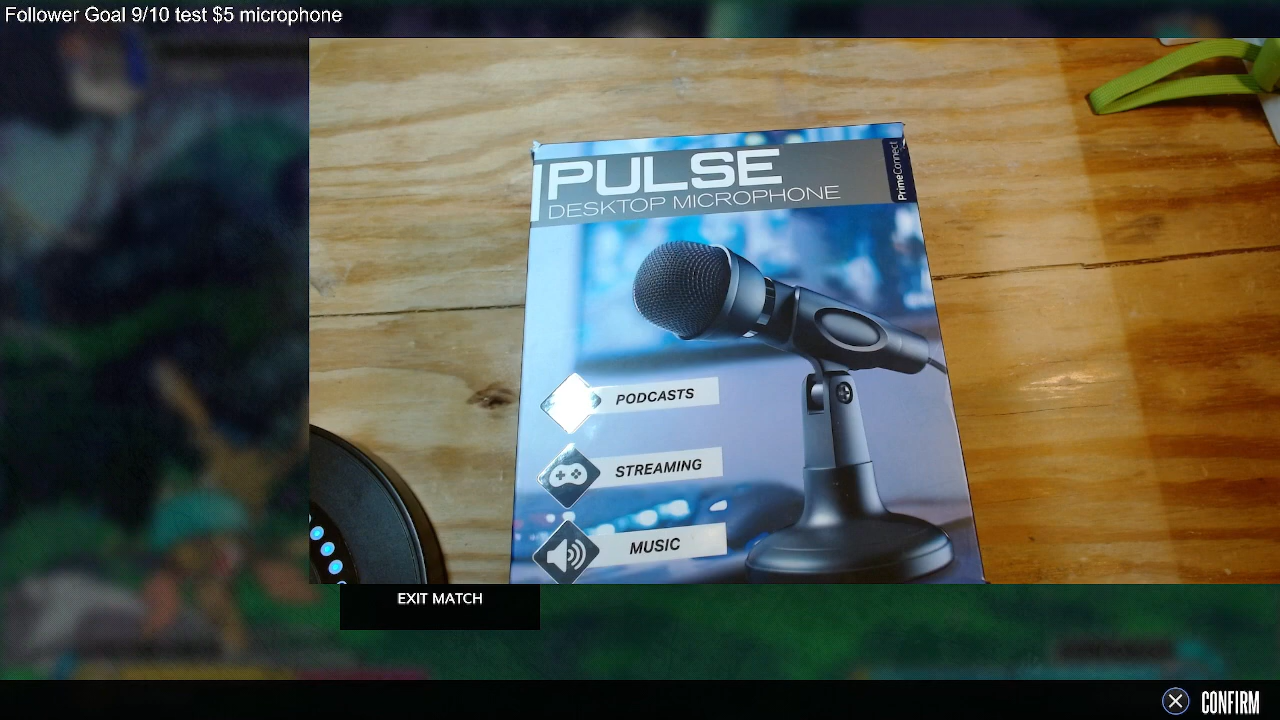 Follower Goal 9/10 test $5 microphone
PULSE
DESKTOP MICROPHONE
PrimeConnect
PODCASTS
STREAMING
MUSIC
EXIT MATCH
CONFIRM